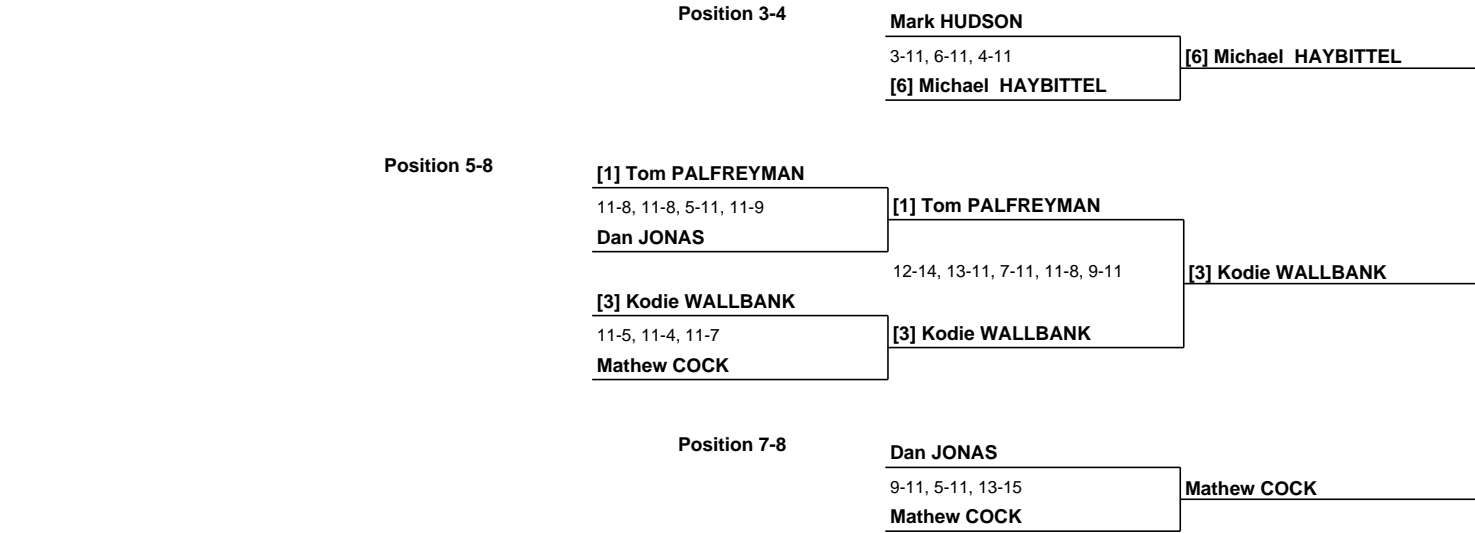 Position 3-4
Mark HUDSON
3-11, 6-11, 4-11
[6] Michael  HAYBITTEL
[6] Michael  HAYBITTEL
Position 5-8
[1] Tom PALFREYMAN
11-8, 11-8, 5-11, 11-9
[1] Tom PALFREYMAN
Dan JONAS
12-14, 13-11, 7-11, 11-8, 9-11
[3] Kodie WALLBANK
[3] Kodie WALLBANK
11-5, 11-4, 11-7
[3] Kodie WALLBANK
Mathew COCK
Position 7-8
Dan JONAS
9-11, 5-11, 13-15
Mathew COCK
Mathew COCK